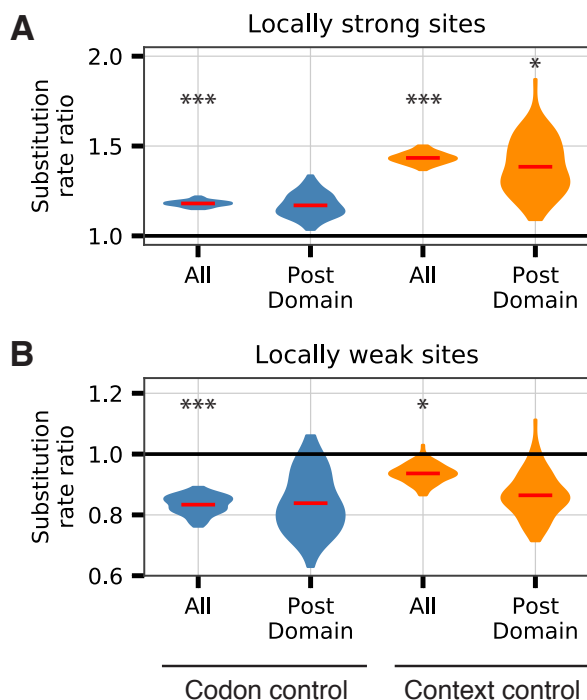 A
Locally strong sites
Substitution
rate ratio
2.0
1.5
1.0
***
***
*
All
Post
Domain
All
Post
Domain
B
Locally weak sites
Substitution
rate ratio
1.2
1.0
0.8
0.6
***
*
All
Post
Domain
All
Post
Domain
Codon control
Context control